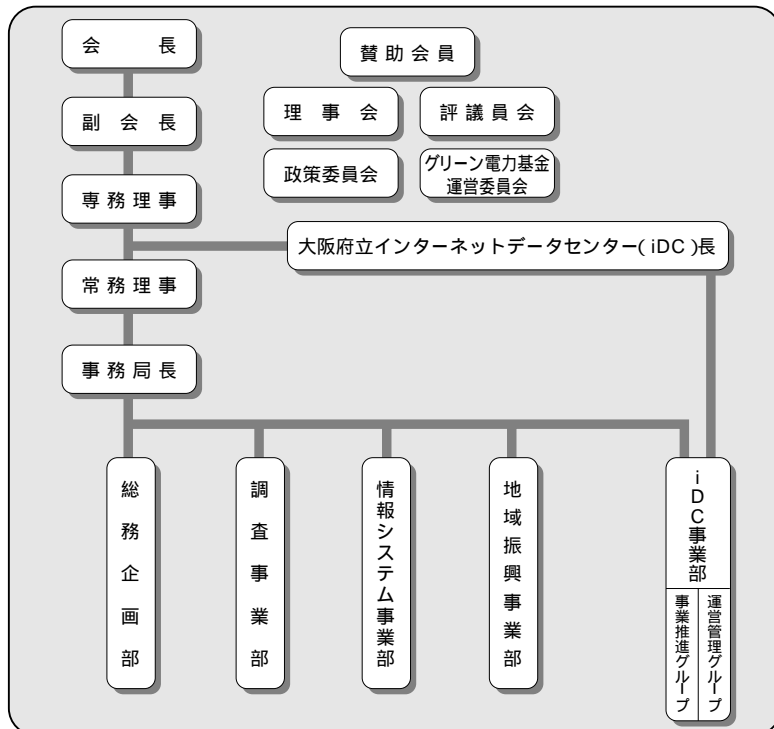 会長
賛助会員
副会長
理事会
評議員会
専務理事
政策委員会
グリーン電力基金
運営委員会
大阪府立インターネットデータセンター(iDC)長
常務理事
事務局長
総務企画部
調査事業部
情報システム事業部
地域振興事業部
iDC事業部
事業推進グループ
運営管理グループ